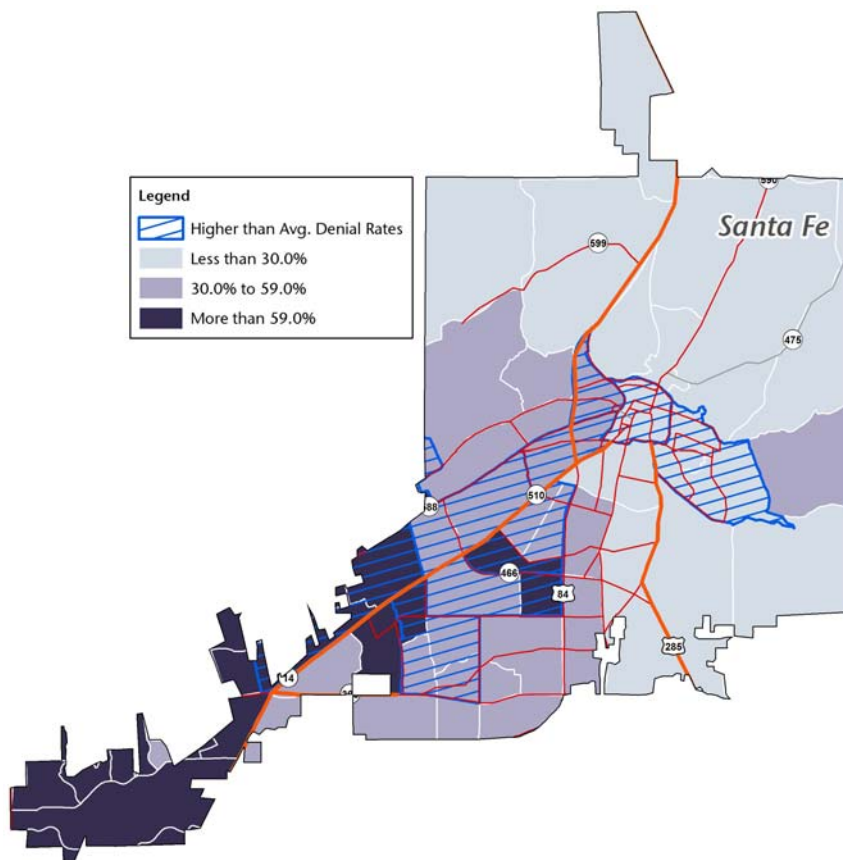 590
Santa Fe
Legend
Higher than Avg. Denial Rates
Less than 30.0%
30.0% to 59.0%
More than 59.0%
599
475
510
466
84
285
14